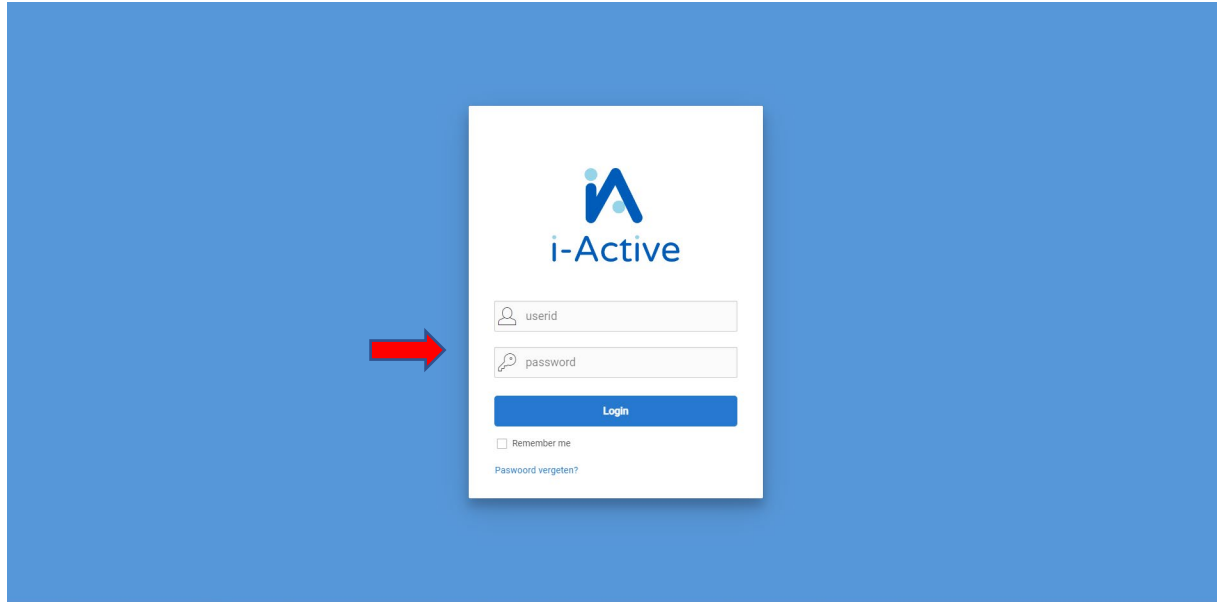 i-Active
userid
password
Login
Remember me
Paswoord vergeten?